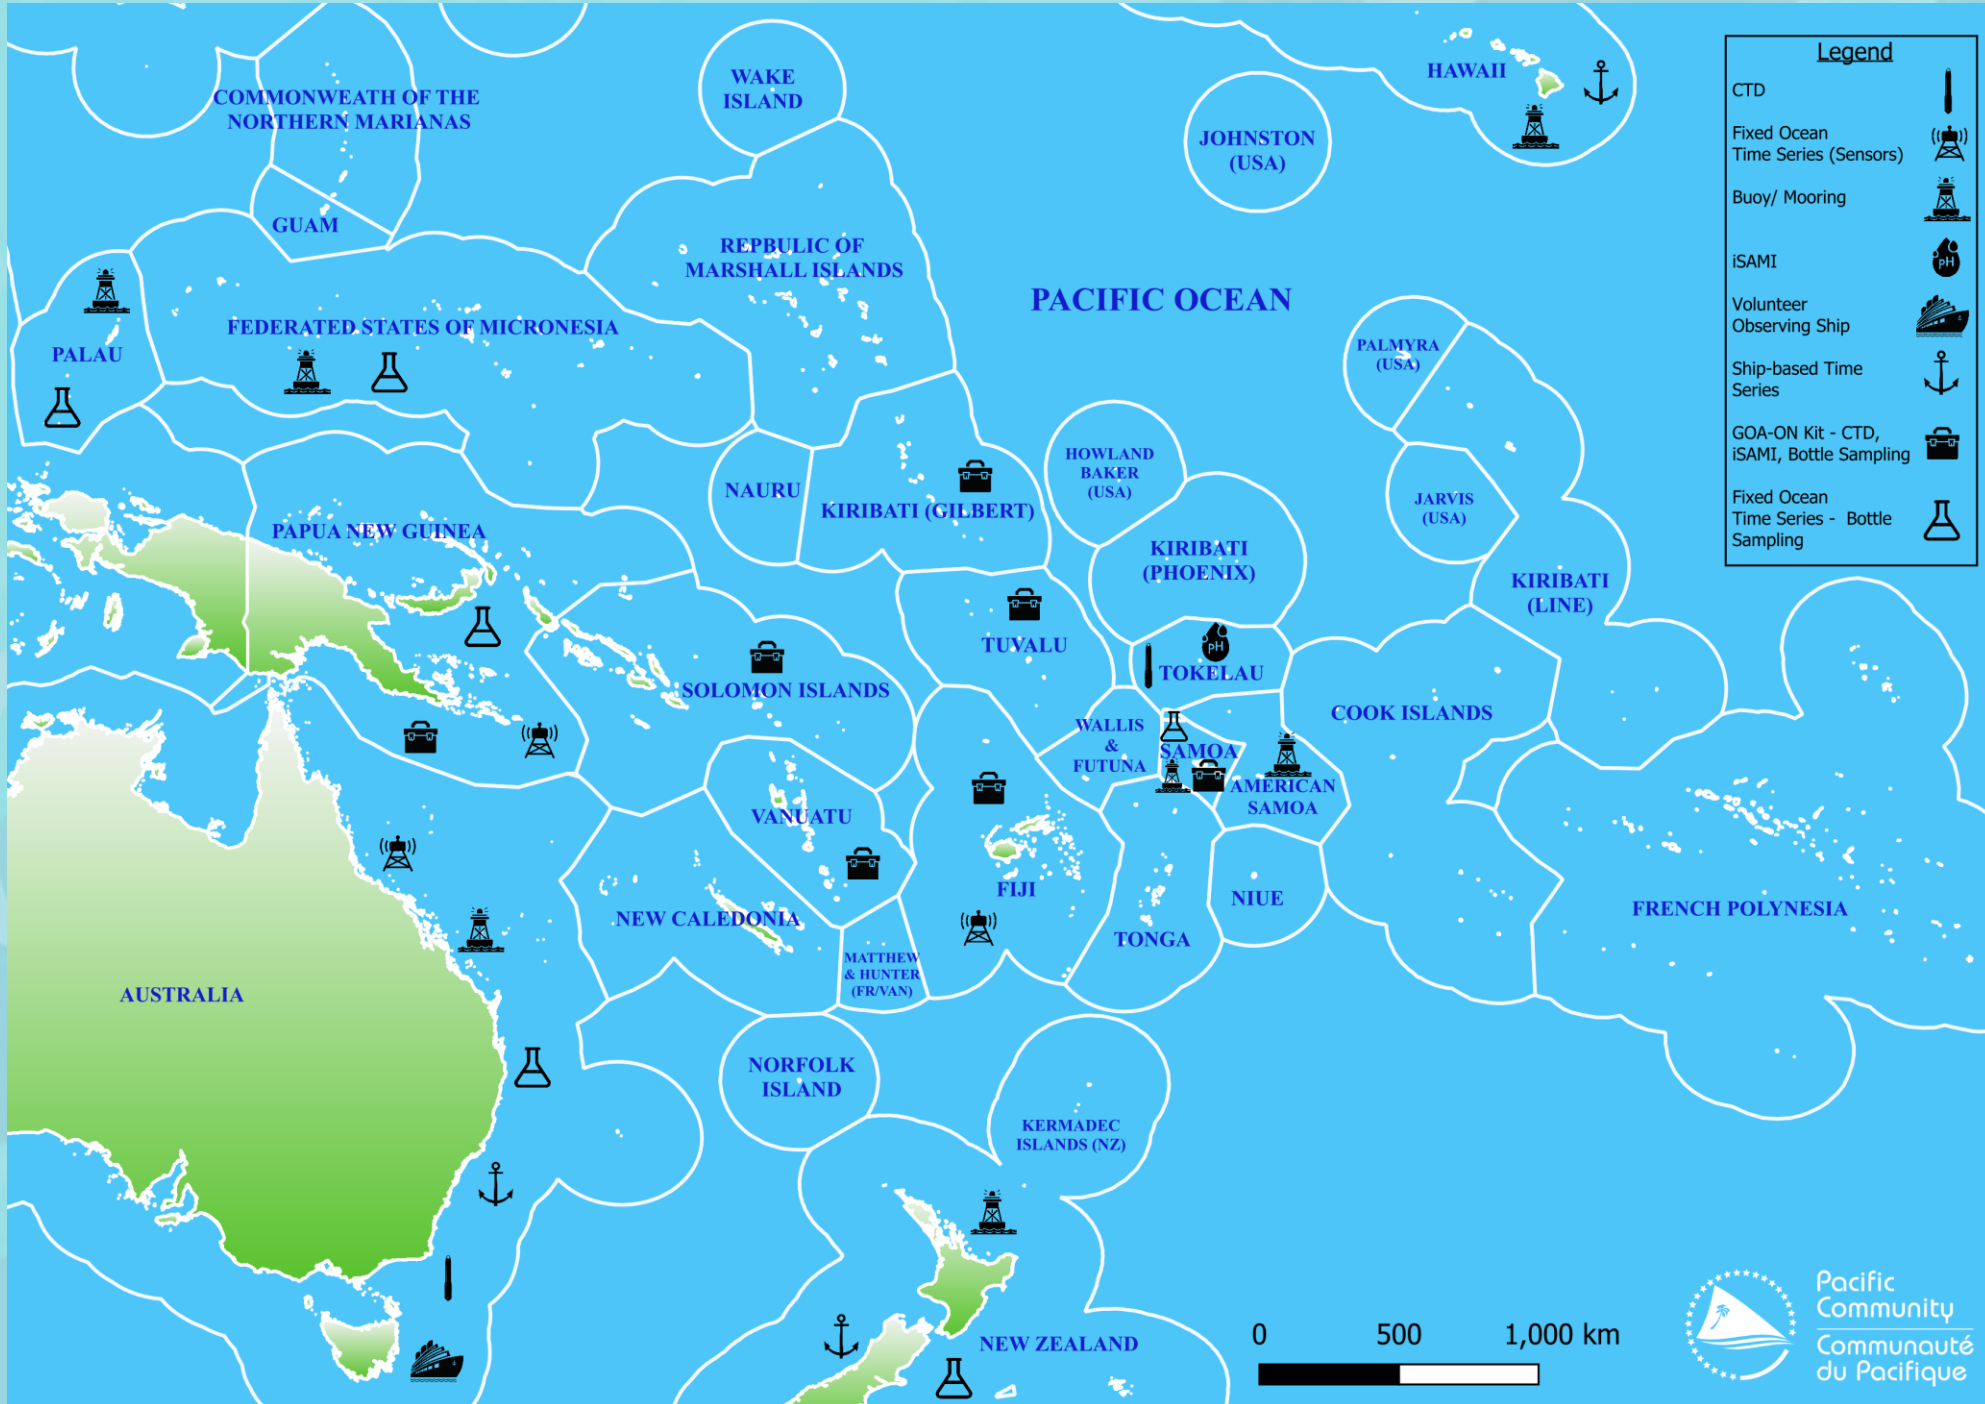 WAKE
ISLAND
HAWAII
COMMONWEATH OF THE
NORTHERN MARIANAS
JOHNSTON
(USA)
GUAM
REPBULIC OF
MARSHALL ISLANDS
PACIFIC OCEAN
FEDERATED STATES OF MICRONESIA
PALAU
PALMYRA
(USA)
HOWLAND
BAKER
(USA)
NAURU
KIRIBATI (GILBERT)
JARVIS
(USA)
PAPUA NEW GUINEA
KIRIBATI
(PHOENIX)
KIRIBATI
(LINE)
TUVALU
pH
TOKELAU
SOLOMON ISLANDS
COOK ISLANDS
WALLIS
&
FUTUNA
SAMOA
AMERICAN
SAMOA
VANUATU
FIJI
NIUE
FRENCH POLYNESIA
NEW CALEDONIA
TONGA
MATTHEW
& HUNTER
(FR/VAN)
AUSTRALIA
NORFOLK
ISLAND
KERMADEC
ISLANDS (NZ)
NEW ZEALAND
Legend
CTD
Fixed Ocean
Time Series (Sensors)
Buoy/ Mooring
iSAMI
pH
Volunteer
Observing Ship
Ship-based Time
Series
GOA-ON Kit - CTD,
iSAMI, Bottle Sampling
Fixed Ocean
Time Series - Bottle
Sampling
0 500 1,000 km
Pacific
Community
Communauté
du Pacifique